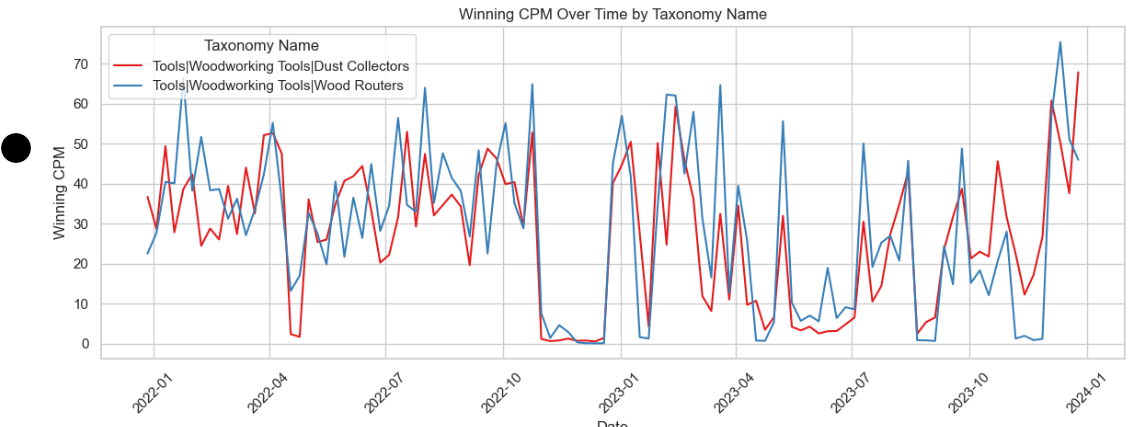 Winning CPM Over Time by Taxonomy Name
Taxonomy Name
Tools|Woodworking Tools|Dust Collectors
Tools|Woodworking Tools|Wood Routers
Winning CPM
70
60
50
40
30
20
10
0
2022-01
2022-04
2022-07
2022-10
2023-01
2023-04
2023-07
2023-10
2024-01
Date